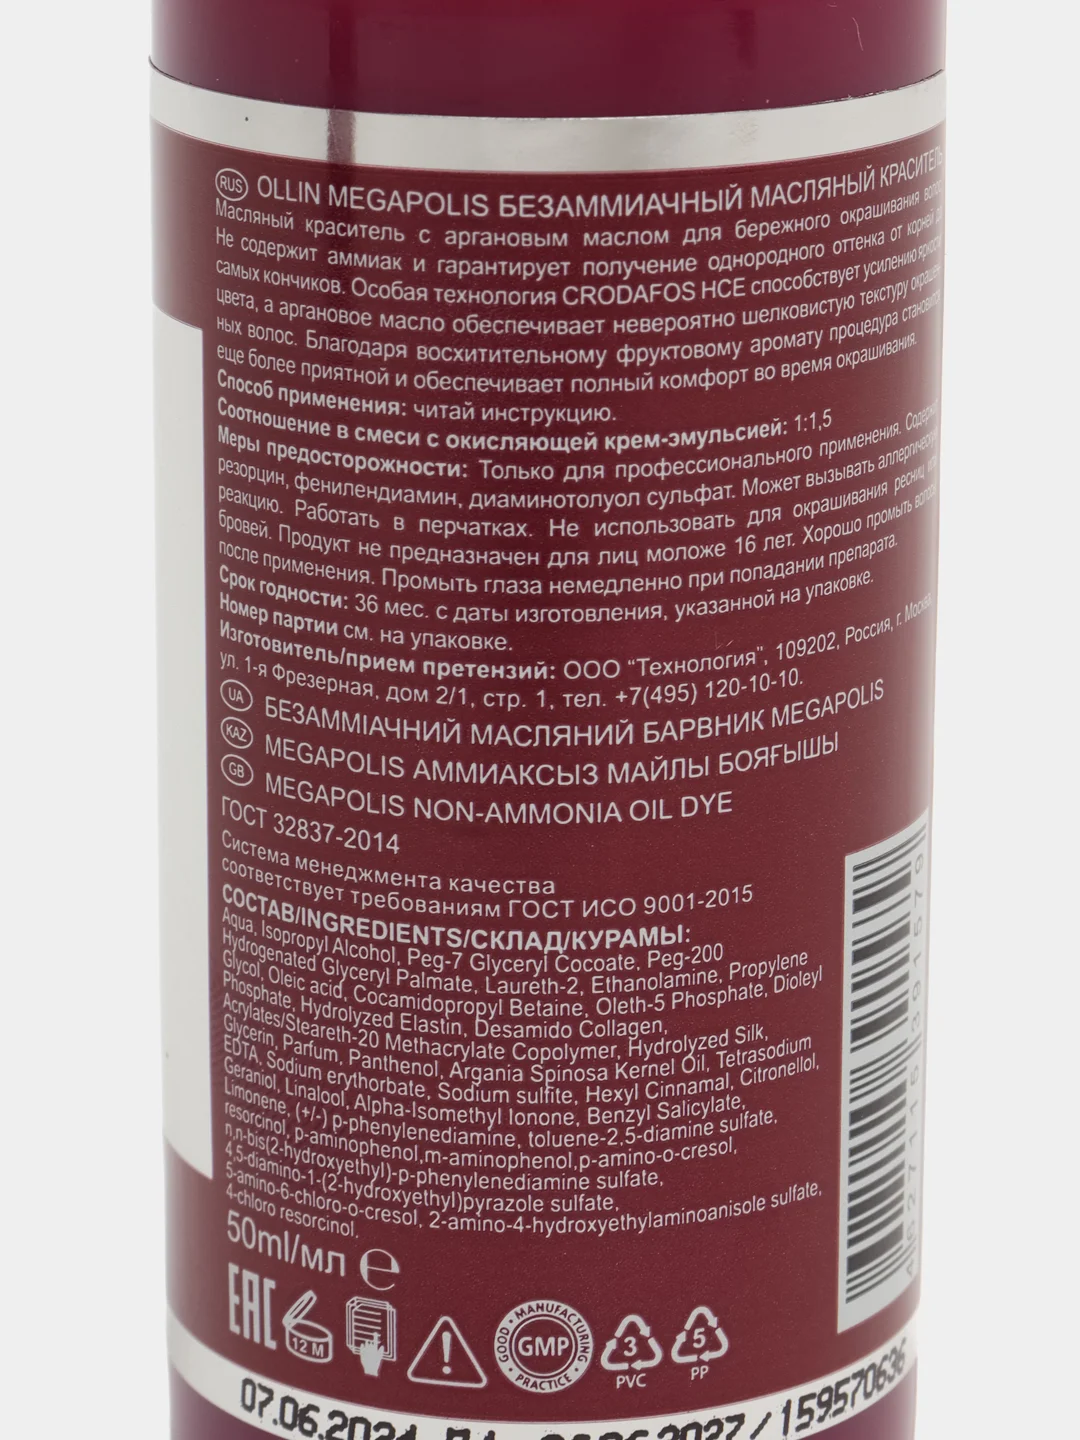 RUS OLLIN MEGAPOLIS БЕЗАММИАЧНЫЙ МАСЛЯНЫЙ КРАСИТЕЛЬ
Масляный краситель с аргановым маслом для бережного окрашивания волос.
Не содержит аммиак и гарантирует получение однородного оттенка от корней до
самых кончиков. Особая технология CRODAFOS HCE способствует усилению яркости
цвета, а аргановое масло обеспечивает невероятно шелковистую текстуру окрашен-
ных волос. Благодаря восхитительному фруктовому аромату процедура становится
еще более приятной и обеспечивает полный комфорт во время окрашивания.
Способ применения: читай инструкцию.
Соотношение в смеси с окисляющей крем-эмульсией: 1:1,5
Меры предосторожности: Только для профессионального применения. Содержит
резорцин, фенилендиамин, диаминотолуол сульфат. Может вызывать аллергическую
реакцию. Работать в перчатках. Не использовать для окрашивания ресниц или
бровей. Продукт не предназначен для лиц моложе 16 лет. Хорошо промыть волосы
после применения. Промыть глаза немедленно при попадании препарата.
Срок годности: 36 мес. с даты изготовления, указанной на упаковке.
Номер партии см. на упаковке.
Изготовитель/прием претензий: ООО "Технология", 109202, Россия, г. Москва,
ул. 1-я Фрезерная, дом 2/1, стр. 1, тел. +7(495) 120-10-10.
UA БЕЗАММІАЧНИЙ МАСЛЯНИЙ БАРВНИК MEGAPOLIS
KAZ MEGAPOLIS АММИАКСЫЗ МАЙЛЫ БОЯҒЫШЫ
GB MEGAPOLIS NON-AMMONIA OIL DYE
ГОСТ 32837-2014
Система менеджмента качества
соответствует требованиям ГОСТ ИСО 9001-2015
СОСТАВ/INGREDIENTS/СКЛАД/КУРАМЫ:
Aqua, Isopropyl Alcohol, Peg-7 Glyceryl Cocoate, Peg-200
Hydrogenated Glyceryl Palmate, Laureth-2, Ethanolamine, Propylene
Glycol, Oleic acid, Cocamidopropyl Betaine, Oleth-5 Phosphate, Dioleyl
Phosphate, Hydrolyzed Elastin, Desamido Collagen,
Acrylates/Steareth-20 Methacrylate Copolymer, Hydrolyzed Silk,
Glycerin, Parfum, Panthenol, Argania Spinosa Kernel Oil, Tetrasodium
EDTA, Sodium erythorbate, Sodium sulfite, Hexyl Cinnamal, Citronellol,
Geraniol, Linalool, Alpha-Isomethyl Ionone, Benzyl Salicylate,
Limonene, (+/-) p-phenylenediamine, toluene-2,5-diamine sulfate,
resorcinol, p-aminophenol,m-aminophenol,p-amino-o-cresol,
n,n-bis(2-hydroxyethyl)-p-phenylenediamine sulfate,
4,5-diamino-1-(2-hydroxyethyl)pyrazole sulfate,
5-amino-6-chloro-o-cresol, 2-amino-4-hydroxyethylaminoanisole sulfate,
4-chloro resorcinol.
50ml/мл ℮
EAC 12 M GOOD MANUFACTURING PRACTICE GMP 3 PVC 5 PP
07.06.2024 /159570636